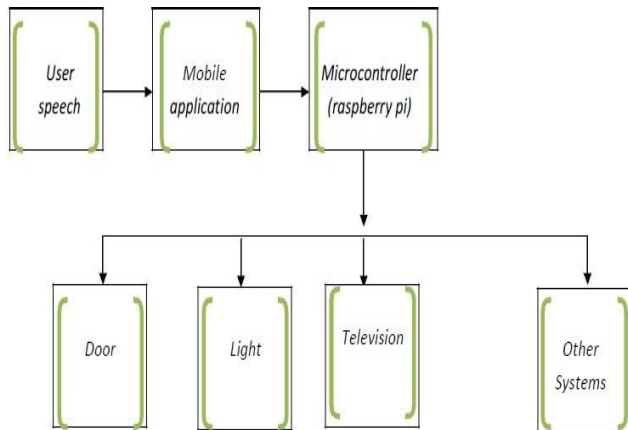 User
speech
Mobile
application
Microcontroller
(raspberry pi)
Door
Light
Television
Other
Systems